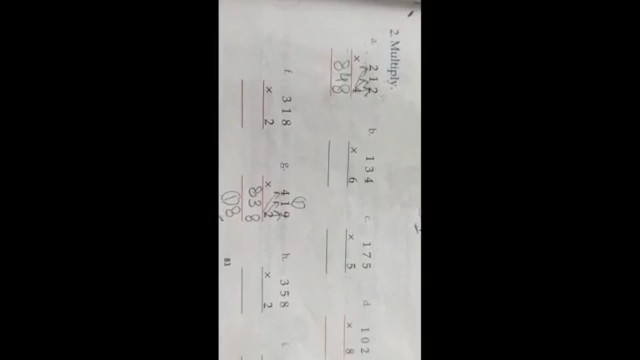 2. Multiply.
a. 212 b. 134 c. 175 d. 102
× 4 × 6 × 5 × 8
848
f. 318 g. 419 h. 358 i.
× 2 × 2 × 2
838
83